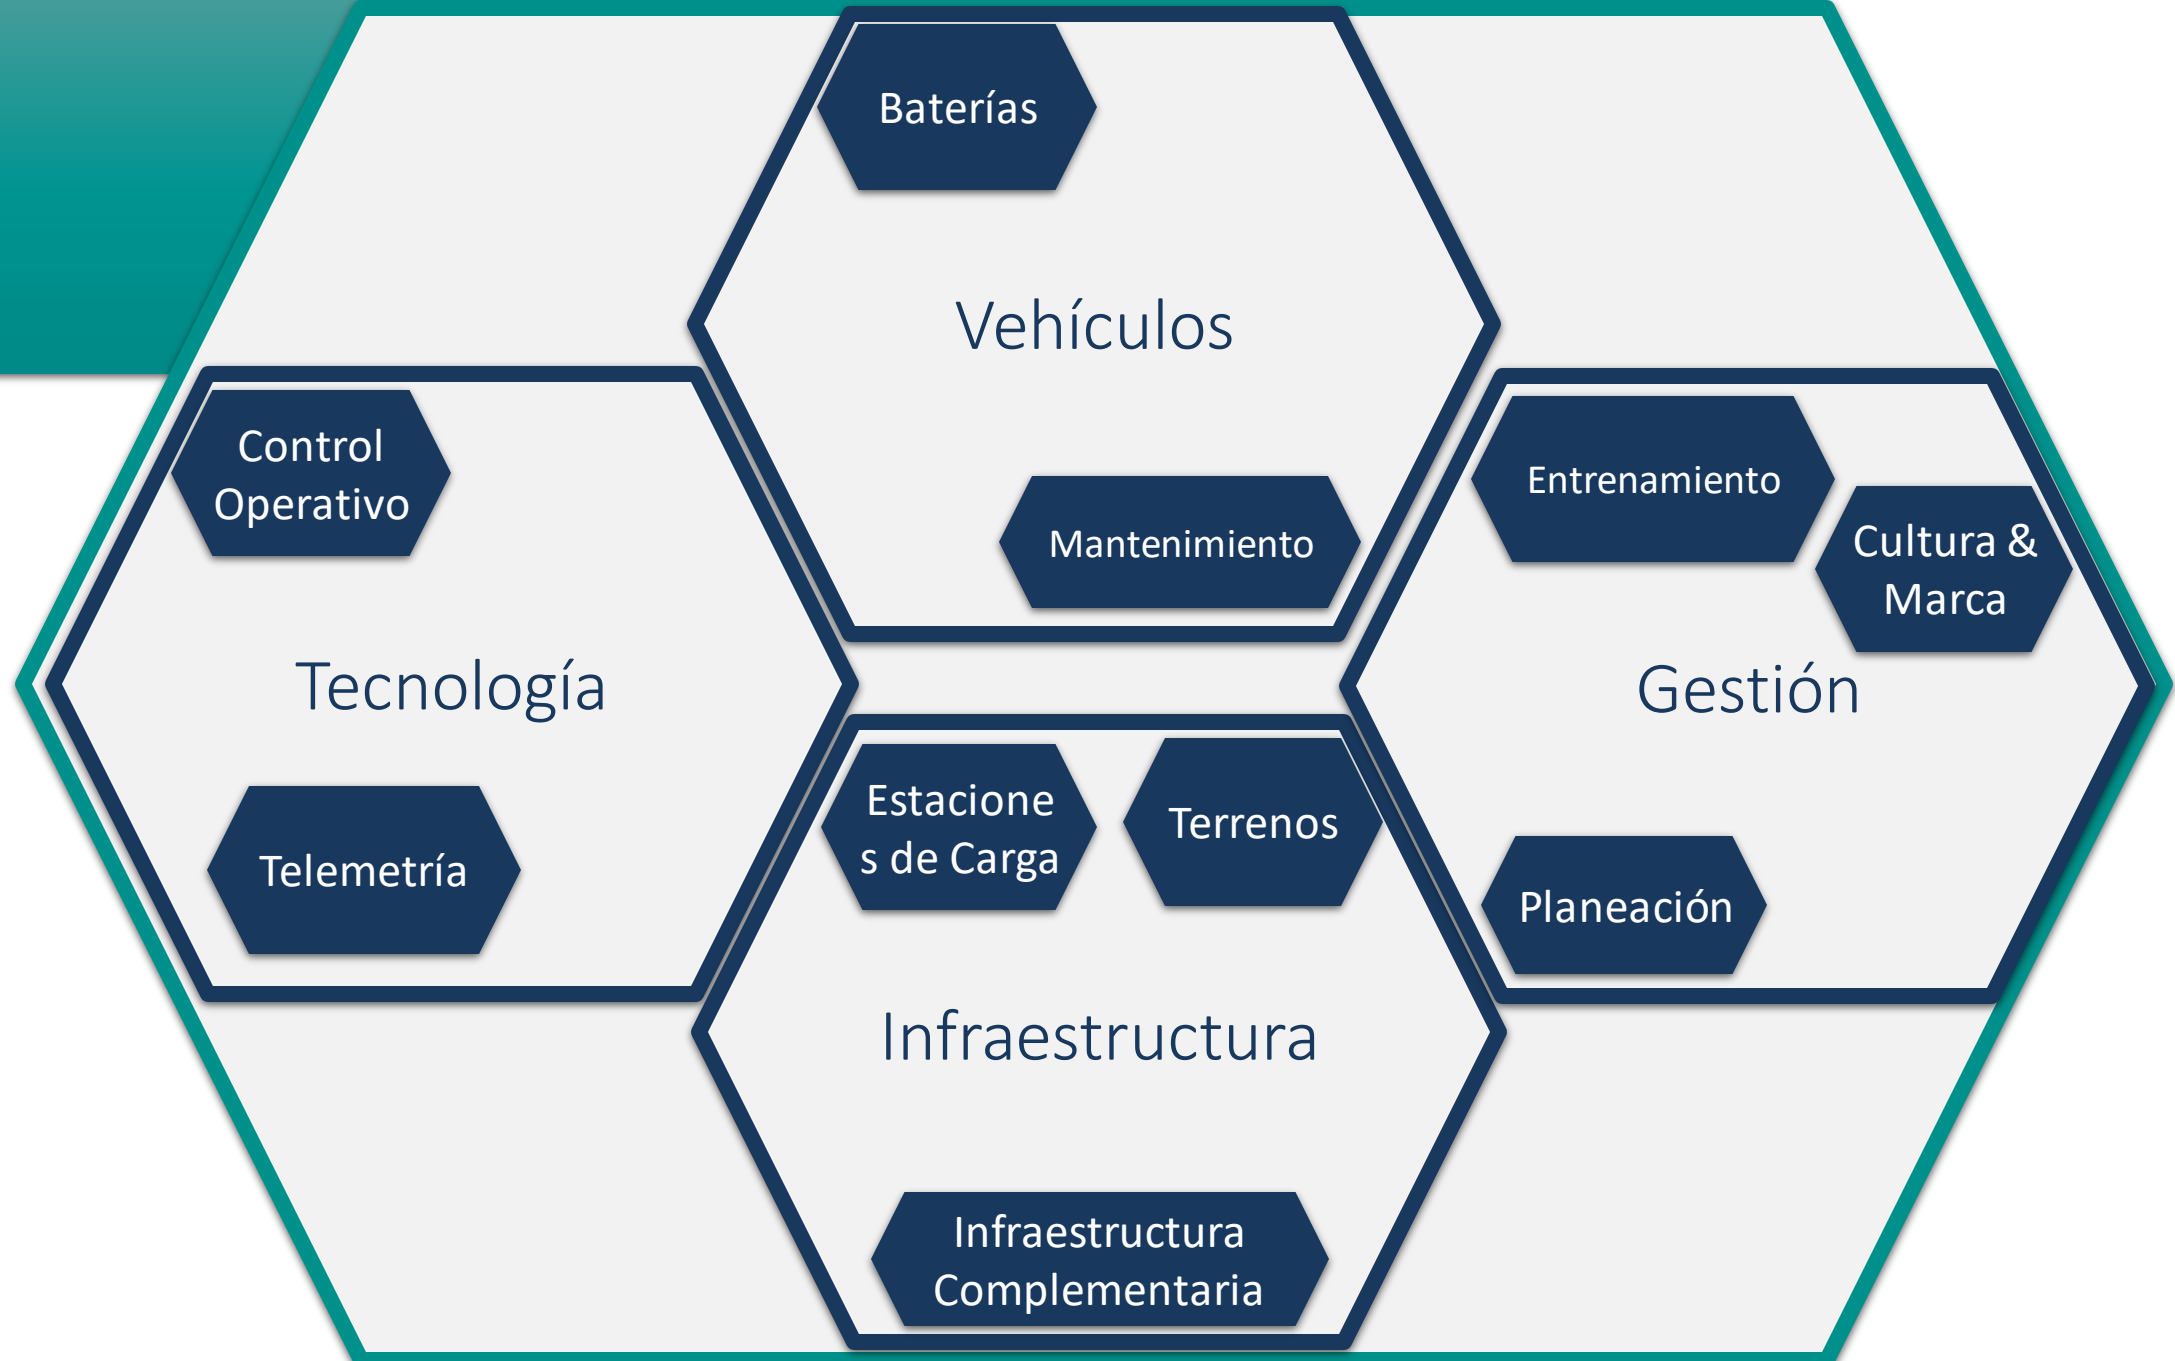 Baterías
Vehículos
Mantenimiento
Control
Operativo
Tecnología
Telemetría
Entrenamiento
Cultura &
Marca
Gestión
Planeación
Estacione
s de Carga
Terrenos
Infraestructura
Infraestructura
Complementaria